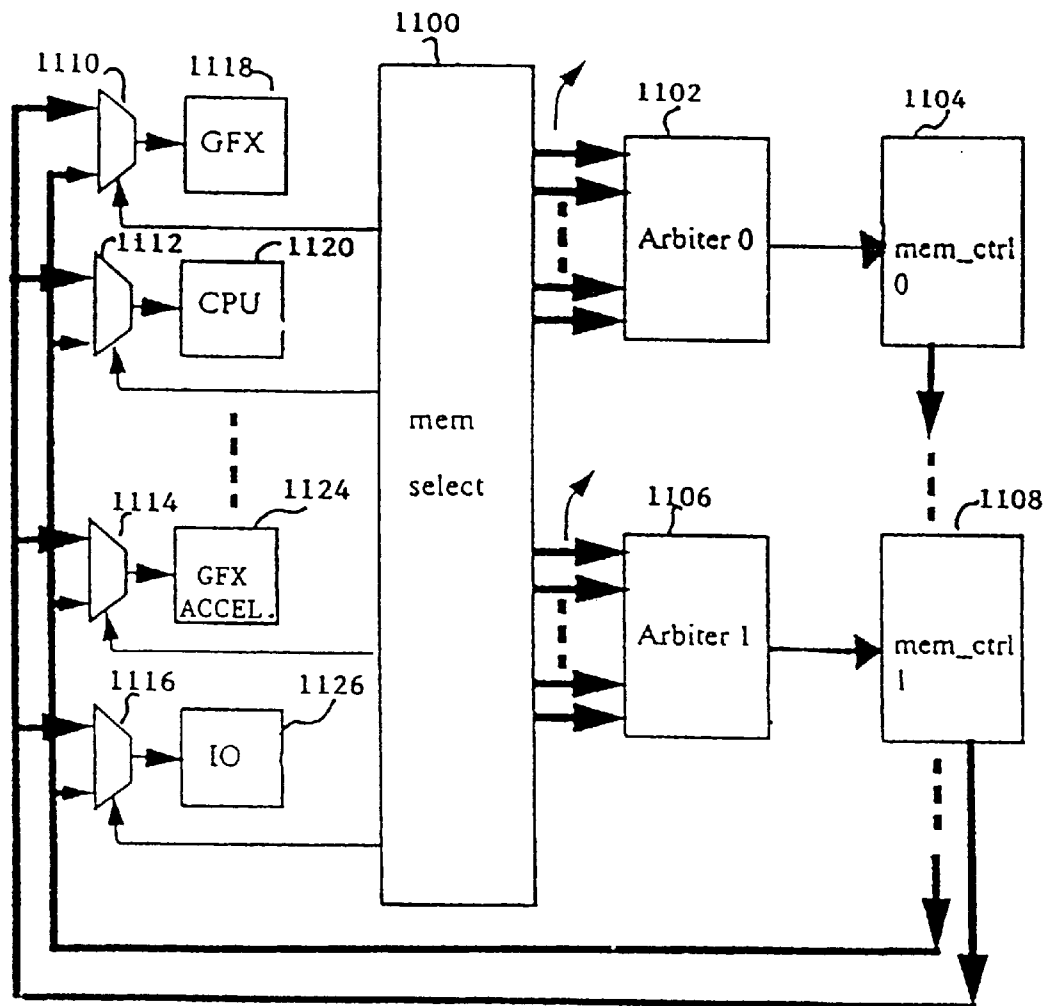 1100
1110
1118
GFX
1102
Arbiter 0
1104
mem_ctrl
0
1112
1120
CPU
mem
select
1114
1124
GFX
ACCEL.
1106
Arbiter 1
1108
mem_ctrl
1
1116
1126
IO